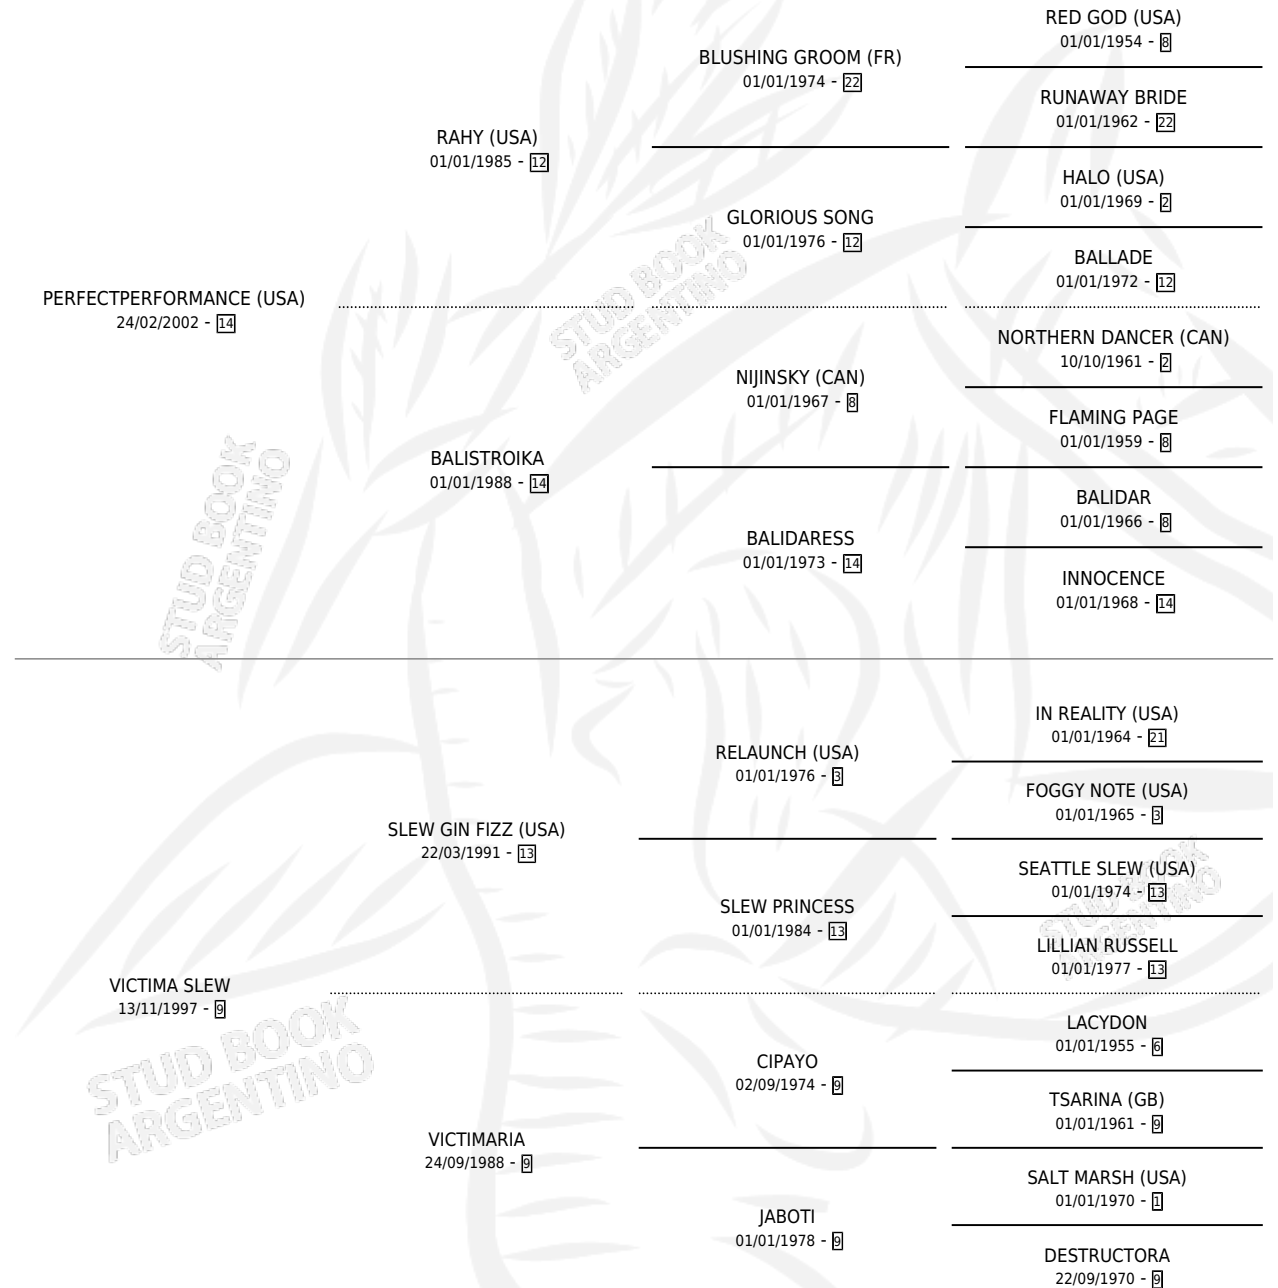 RED GOD (USA)
01/01/1954 - 8
BLUSHING GROOM (FR)
01/01/1974 - 22
RUNAWAY BRIDE
01/01/1962 - 22
RAHY (USA)
01/01/1985 - 12
HALO (USA)
01/01/1969 - 2
GLORIOUS SONG
01/01/1976 - 12
BALLADE
01/01/1972 - 12
PERFECTPERFORMANCE (USA)
24/02/2002 - 14
STUD BOOK
ARGENTINO
NORTHERN DANCER (CAN)
10/10/1961 - 2
NIJINSKY (CAN)
01/01/1967 - 8
FLAMING PAGE
01/01/1959 - 8
BALISTROIKA
01/01/1988 - 14
BALIDAR
01/01/1966 - 8
BALIDARESS
01/01/1973 - 14
INNOCENCE
01/01/1968 - 14
STUD BOOK
ARGENTINO
IN REALITY (USA)
01/01/1964 - 21
RELAUNCH (USA)
01/01/1976 - 3
FOGGY NOTE (USA)
01/01/1965 - 3
SLEW GIN FIZZ (USA)
22/03/1991 - 13
SEATTLE SLEW (USA)
01/01/1974 - 13
SLEW PRINCESS
01/01/1984 - 13
LILLIAN RUSSELL
01/01/1977 - 13
STUD BOOK
ARGENTINO
VICTIMA SLEW
13/11/1997 - 9
LACYDON
01/01/1955 - 6
CIPAYO
02/09/1974 - 9
TSARINA (GB)
01/01/1961 - 9
STUD BOOK
ARGENTINO
VICTIMARIA
24/09/1988 - 9
SALT MARSH (USA)
01/01/1970 - 1
JABOTI
01/01/1978 - 9
DESTRUCTORA
22/09/1970 - 9